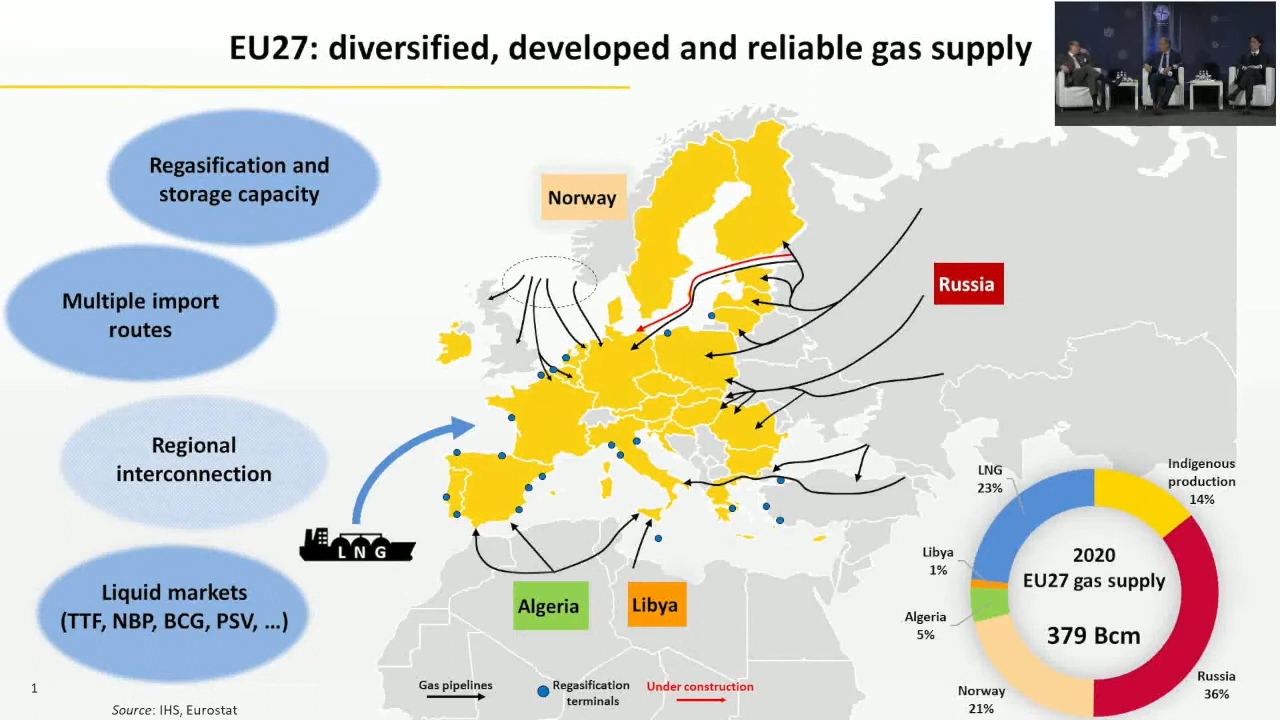 EU27: diversified, developed and reliable gas supply
Regasification and
storage capacity
Multiple import
routes
Regional
interconnection
Liquid markets
(TTF, NBP, BCG, PSV, ...)
Norway
Russia
LNG
Algeria
Libya
Gas pipelines
Regasification
terminals
Under construction
LNG
23%
Indigenous
production
14%
Libya
1%
Algeria
5%
Norway
21%
Russia
36%
2020
EU27 gas supply
379 Bcm
1
Source: IHS, Eurostat